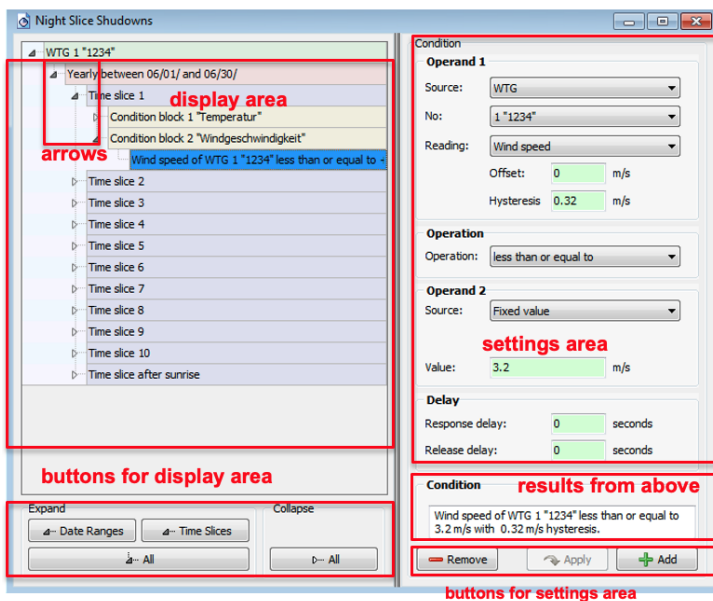 Night Slice Shudowns
WTG 1 "1234"
Yearly between 06/01/ and 06/30/
Time slice 1
display area
Condition block 1 "Temperatur"
Condition block 2 "Windgeschwindigkeit"
arrows
Wind speed of WTG 1 "1234" less than or equal to
Time slice 2
Time slice 3
Time slice 4
Time slice 5
Time slice 6
Time slice 7
Time slice 8
Time slice 9
Time slice 10
Time slice after sunrise
buttons for display area
Expand
Collapse
Date Ranges
Time Slices
All
All
Condition
Operand 1
Source: WTG
No: 1 "1234"
Reading: Wind speed
Offset: 0 m/s
Hysteresis 0.32 m/s
Operation
Operation: less than or equal to
Operand 2
Source: Fixed value
settings area
Value: 3.2 m/s
Delay
Response delay: 0 seconds
Release delay: 0 seconds
Condition
results from above
Wind speed of WTG 1 "1234" less than or equal to
3.2 m/s with 0.32 m/s hysteresis.
Remove
Apply
Add
buttons for settings area